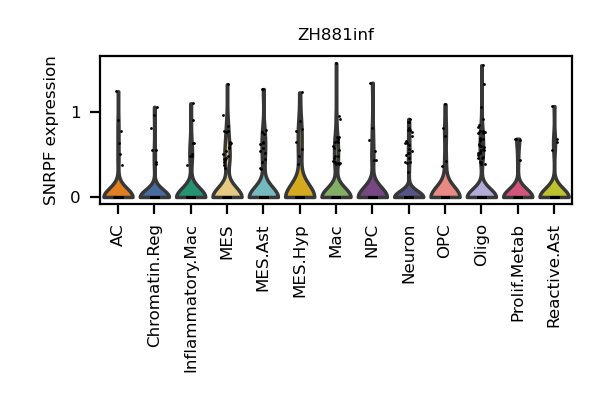 ZH881inf
SNRPF expression
1
0
AC
Chromatin.Reg
Inflammatory.Mac
MES
MES.Ast
MES.Hyp
Mac
NPC
Neuron
OPC
Oligo
Prolif.Metab
Reactive.Ast